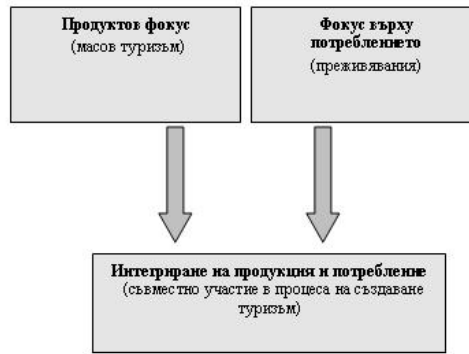 Продуктов фокус
(масов туризъм)
Фокус върху
потреблението
(преживявания)
Интегриране на продукция и потребление
(съвместно участие в процеса на създаване
туризъм)